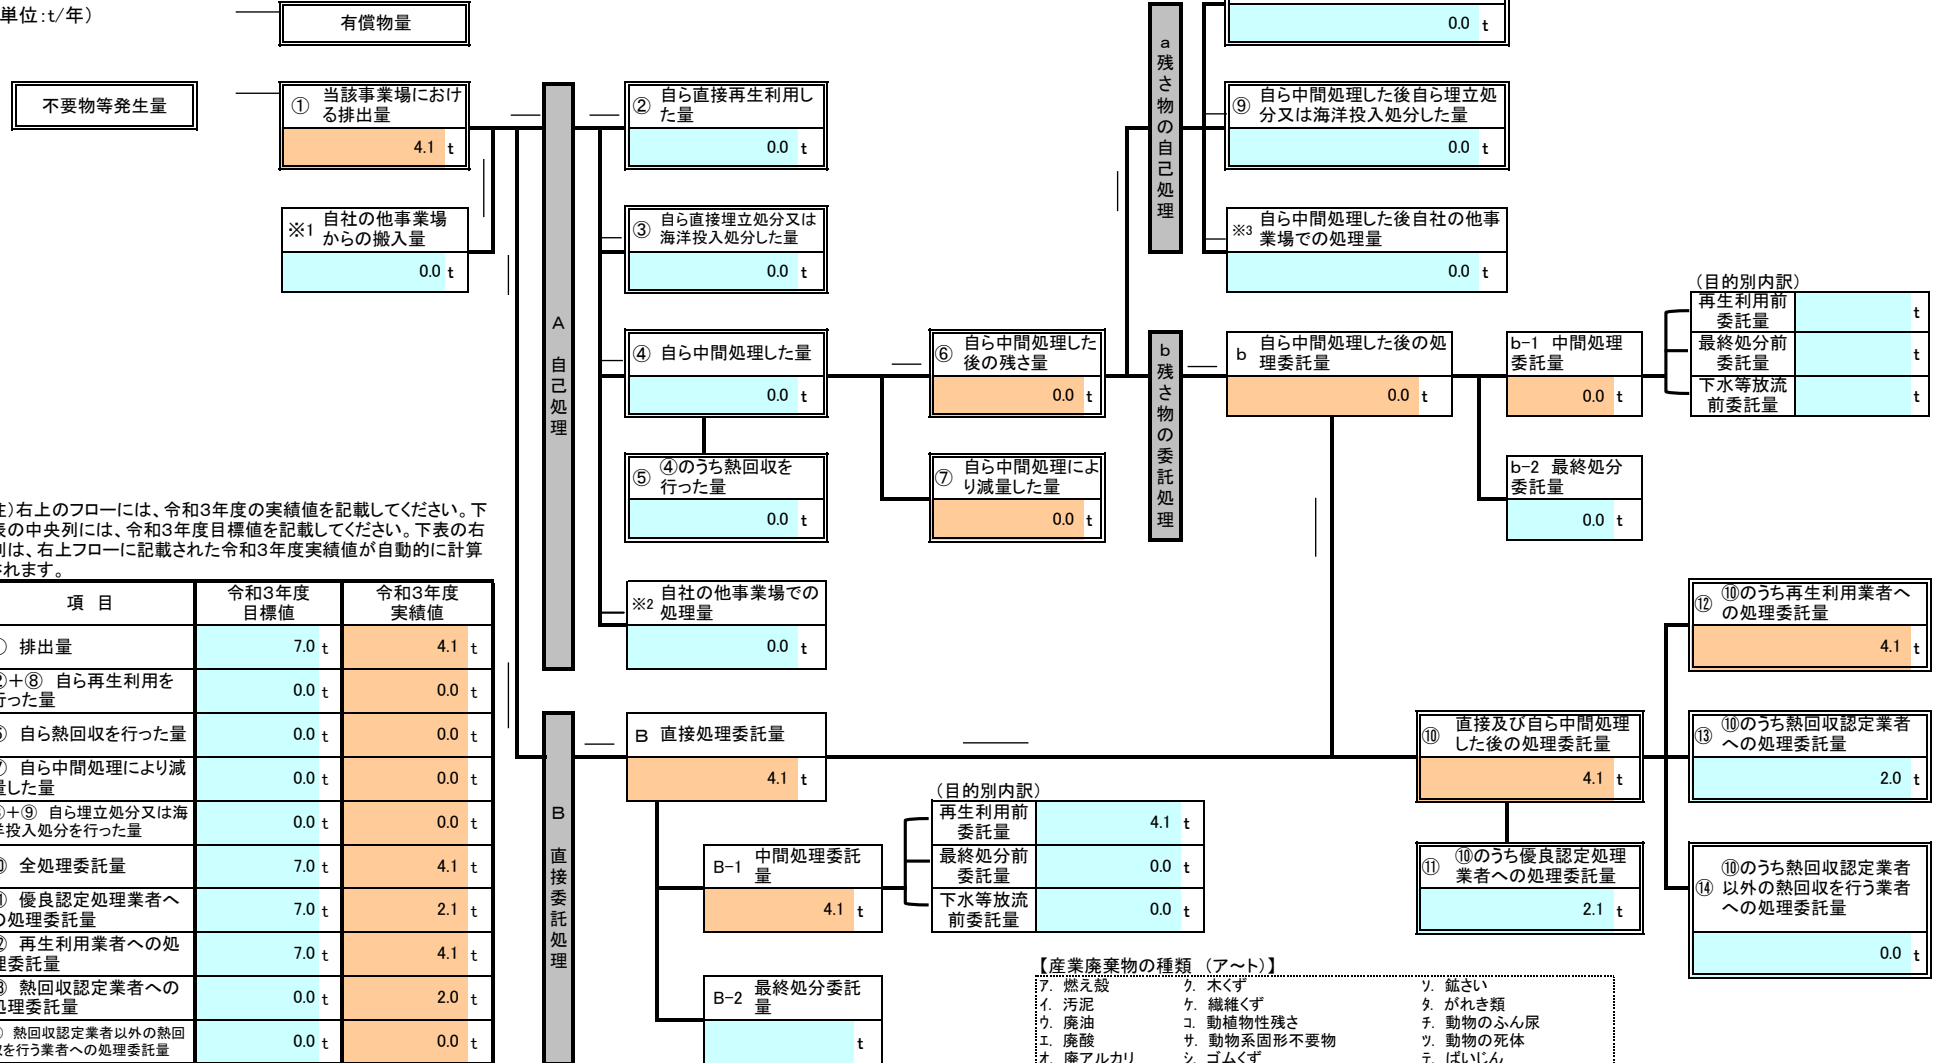 単位:t/年)
有償物量
不要物等発生量
① 当該事業場におけ
る排出量
4.1 t
※1 自社の他事業場
からの搬入量
0.0 t
A 自己処理
② 自ら直接再生利用し
た量
0.0 t
③ 自ら直接埋立処分又は
海洋投入処分した量
0.0 t
④ 自ら中間処理した量
0.0 t
⑤ ④のうち熱回収を
行った量
0.0 t
※2 自社の他事業場での
処理量
0.0 t
⑥ 自ら中間処理した
後の残さ量
0.0 t
⑦ 自ら中間処理によ
り減量した量
0.0 t
a 残さ物の自己処理
0.0 t
⑨ 自ら中間処理した後自ら埋立処
分又は海洋投入処分した量
0.0 t
※3 自ら中間処理した後自社の他事
業場での処理量
0.0 t
b 残さ物の委託処理
b 自ら中間処理した後の処
理委託量
0.0 t
b-1 中間処理
委託量
0.0 t
b-2 最終処分
委託量
0.0 t
(目的別内訳)
再生利用前
委託量
t
最終処分前
委託量
t
下水等放流
前委託量
t
注)右上のフローには、令和3年度の実績値を記載してください。下
表の中央列には、令和3年度目標値を記載してください。下表の右
列は、右上フローに記載された令和3年度実績値が自動的に計算
されます。
項 目
令和3年度
目標値
令和3年度
実績値
排出量 7.0 t 4.1 t
②+⑧ 自ら再生利用を
行った量
0.0 t 0.0 t
自ら熱回収を行った量 0.0 t 0.0 t
自ら中間処理により減
量した量
0.0 t 0.0 t
+⑨ 自ら埋立処分又は海
洋投入処分を行った量
0.0 t 0.0 t
全処理委託量 7.0 t 4.1 t
優良認定処理業者へ
の処理委託量
7.0 t 2.1 t
再生利用業者への処
理委託量
7.0 t 4.1 t
熱回収認定業者への
処理委託量
0.0 t 2.0 t
熱回収認定業者以外の熱回
収を行う業者への処理委託量
0.0 t 0.0 t
B 直接委託処理
B 直接処理委託量
4.1 t
B-1 中間処理委託
量
4.1 t
B-2 最終処分委託
量
t
(目的別内訳)
再生利用前
委託量
4.1 t
最終処分前
委託量
0.0 t
下水等放流
前委託量
0.0 t
⑩ 直接及び自ら中間処理
した後の処理委託量
4.1 t
⑪ ⑩のうち優良認定処理
業者への処理委託量
2.1 t
⑫ ⑩のうち再生利用業者へ
の処理委託量
4.1 t
⑬ ⑩のうち熱回収認定業者
への処理委託量
2.0 t
⑭ ⑩のうち熱回収認定業者
以外の熱回収を行う業者
への処理委託量
0.0 t
【産業廃棄物の種類 (ア~ト)】
ア. 燃え殻 ク. 木くず ソ. 鉱さい
イ. 汚泥 ケ. 繊維くず タ. がれき類
ウ. 廃油 コ. 動植物性残さ チ. 動物のふん尿
エ. 廃酸 サ. 動物系固形不要物 ツ. 動物の死体
オ. 廃アルカリ シ. ゴムくず テ. ばいじん